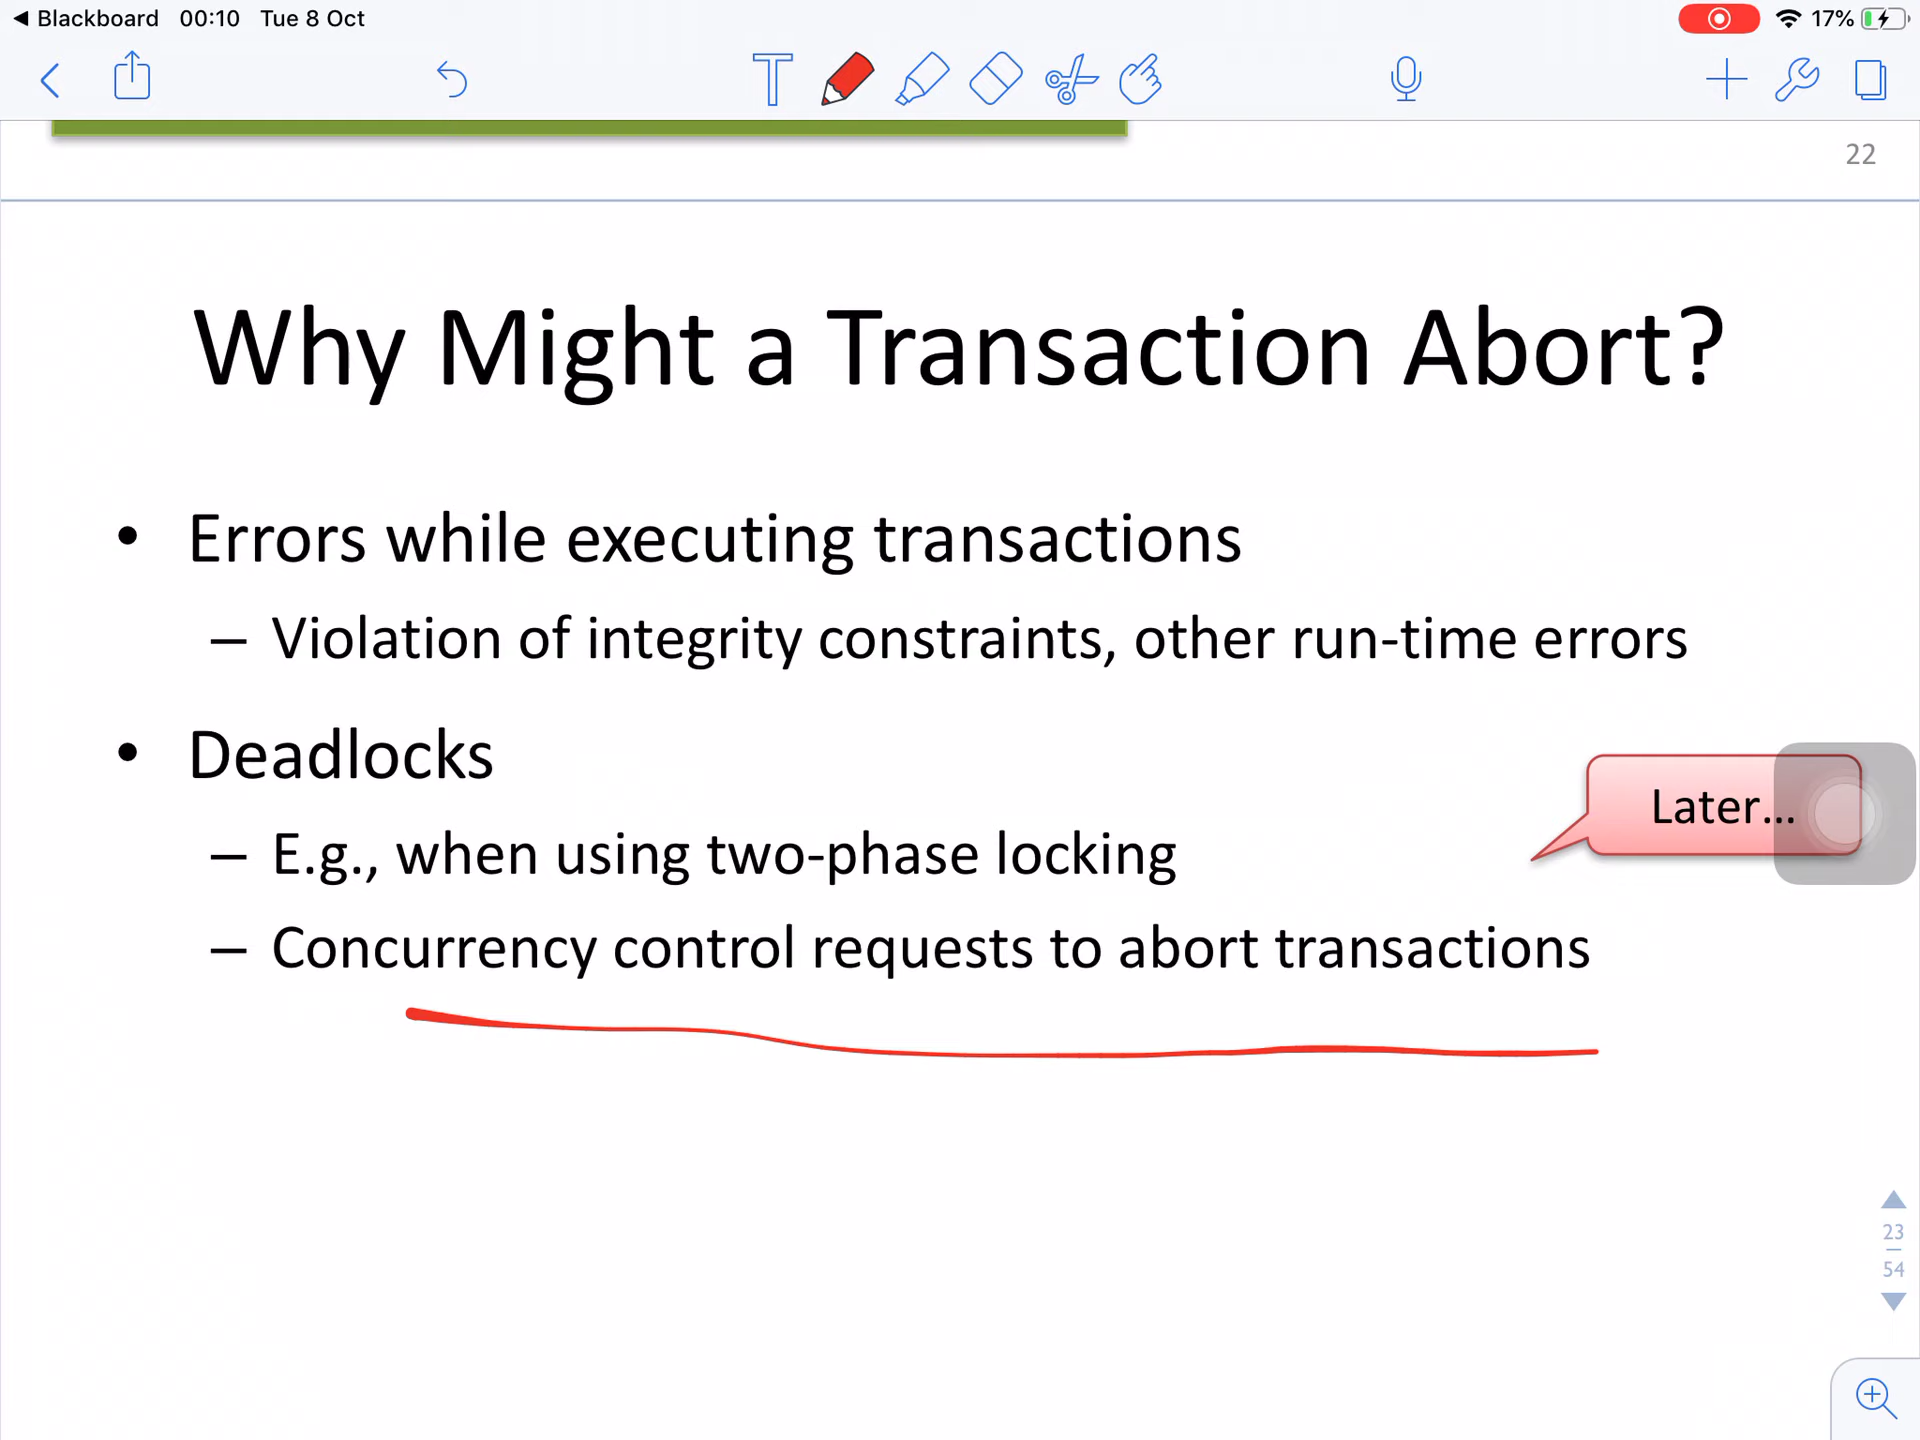 Blackboard 00:10 Tue 8 Oct 17%
22
Why Might a Transaction Abort?
• Errors while executing transactions
– Violation of integrity constraints, other run-time errors
• Deadlocks
Later...
– E.g., when using two-phase locking
– Concurrency control requests to abort transactions
23
54